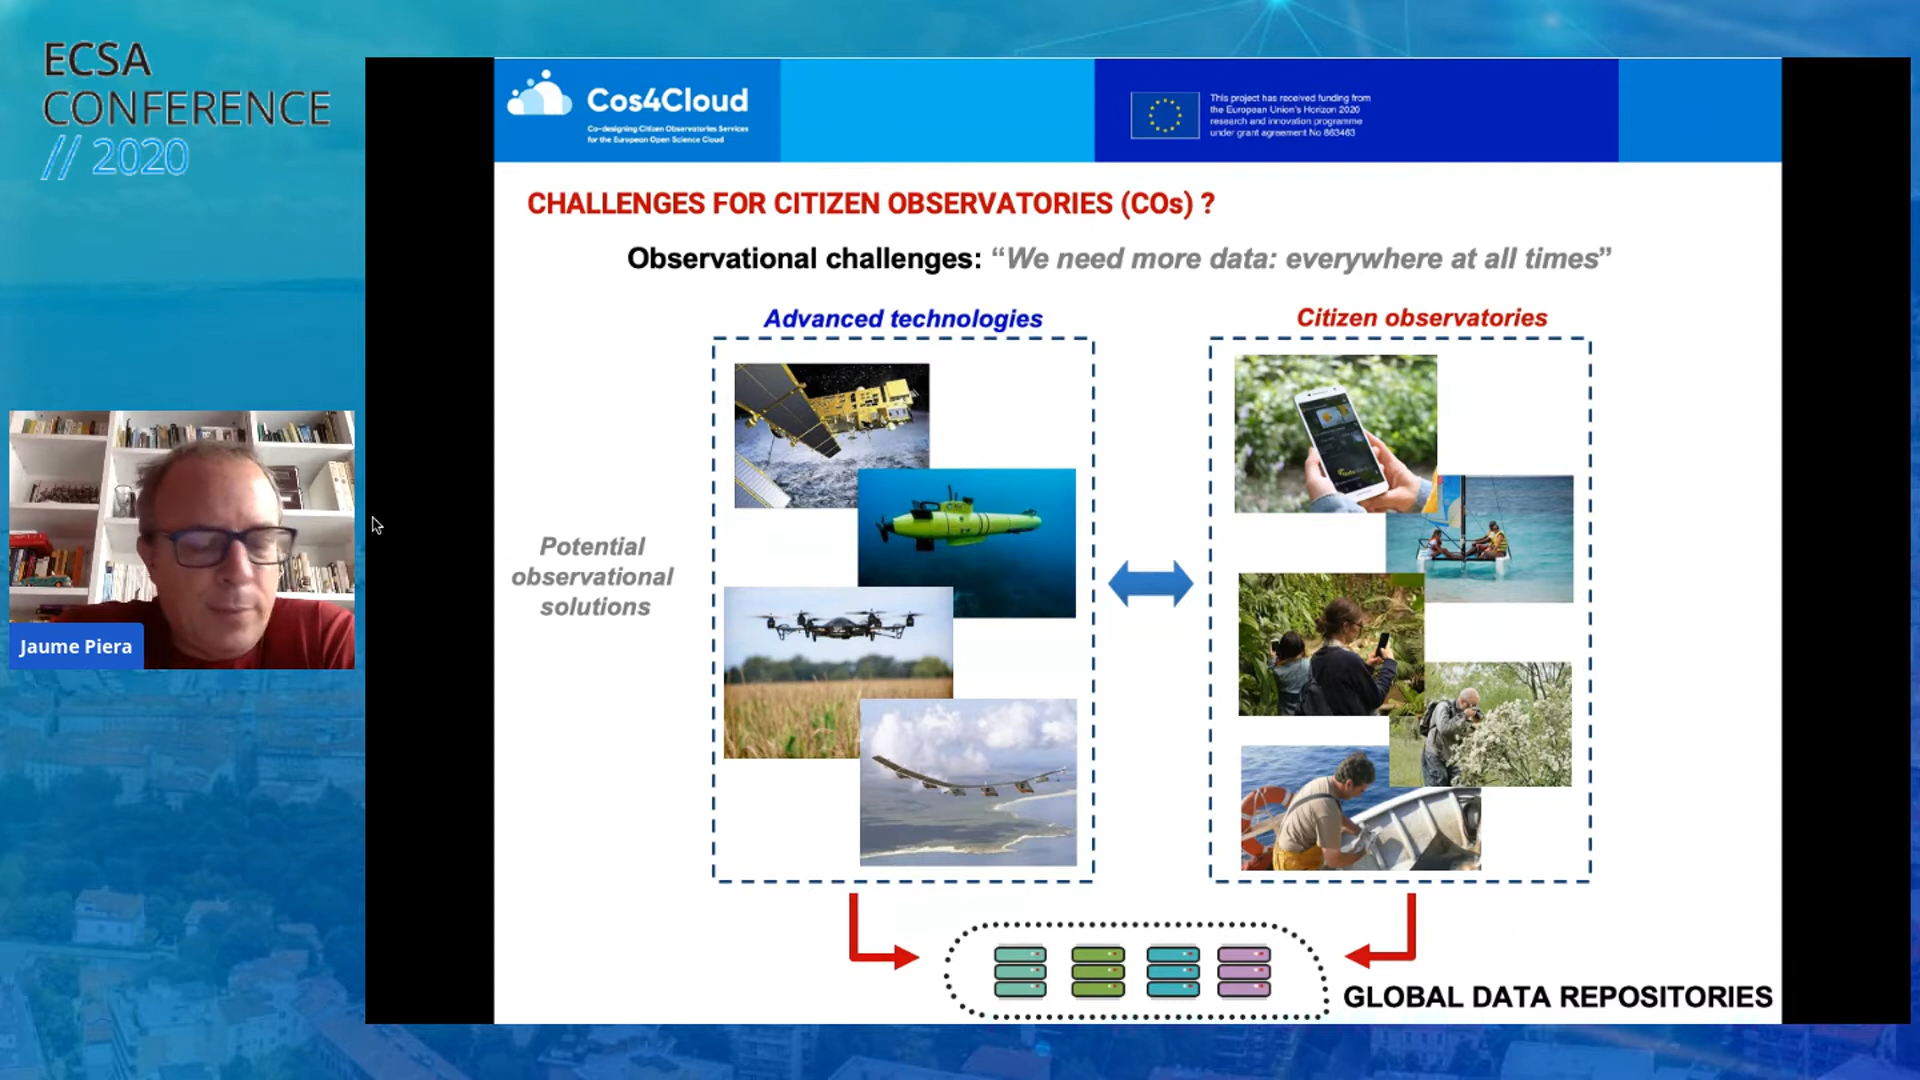 ECSA
CONFERENCE
// 2020
Cos4Cloud
Co-designing Citizen Observatories Services
for the European Open Science Cloud
This project has received funding from
the European Union's Horizon 2020
research and innovation programme
under grant agreement No 863463
CHALLENGES FOR CITIZEN OBSERVATORIES (COs) ?
Observational challenges: “We need more data: everywhere at all times”
Advanced technologies
Citizen observatories
Potential
observational
solutions
Jaume Piera
GLOBAL DATA REPOSITORIES